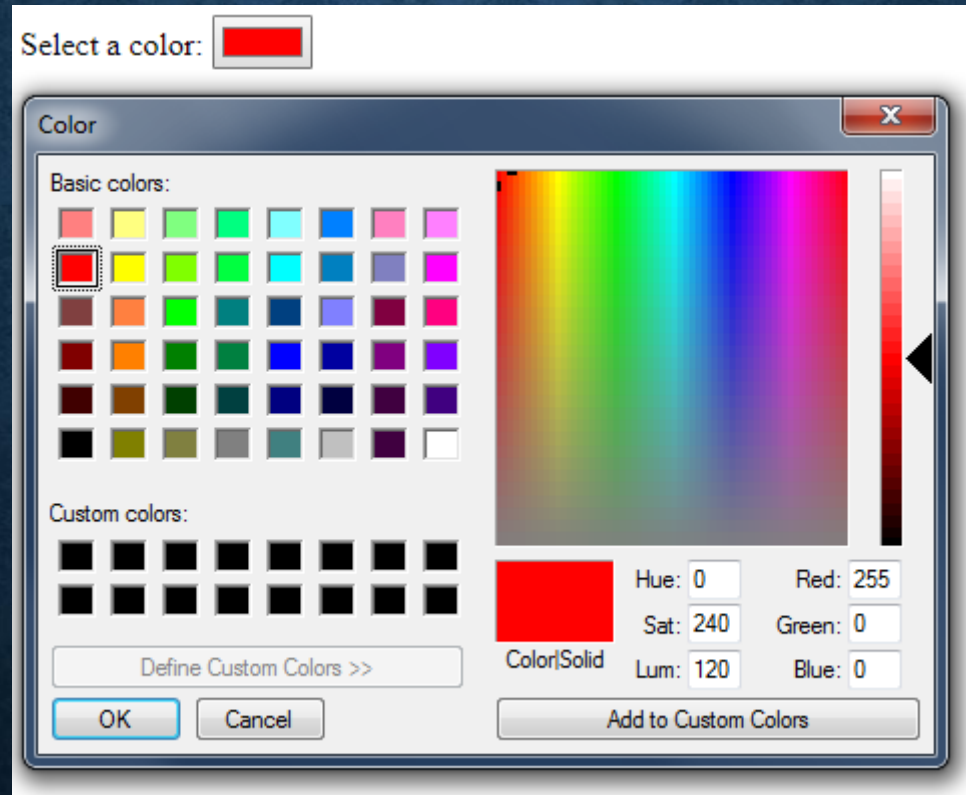 Select a color:
Color
Basic colors:
Custom colors:
Define Custom Colors >>
OK Cancel
Color|Solid
Hue: 0 Red: 255
Sat: 240 Green: 0
Lum: 120 Blue: 0
Add to Custom Colors